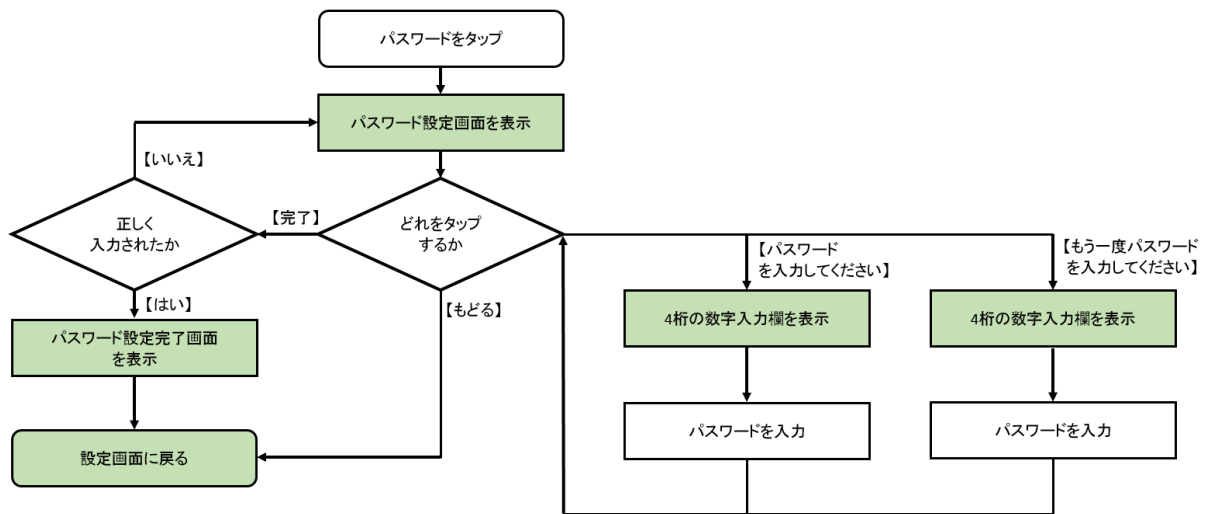 パスワードをタップ
パスワード設定画面を表示
【いいえ】
正しく
入力されたか
【完了】
どれをタップ
するか
【パスワード
を入力してください】
【もう一度パスワード
を入力してください】
【はい】
【もどる】
4桁の数字入力欄を表示
4桁の数字入力欄を表示
パスワード設定完了画面
を表示
パスワードを入力
パスワードを入力
設定画面に戻る